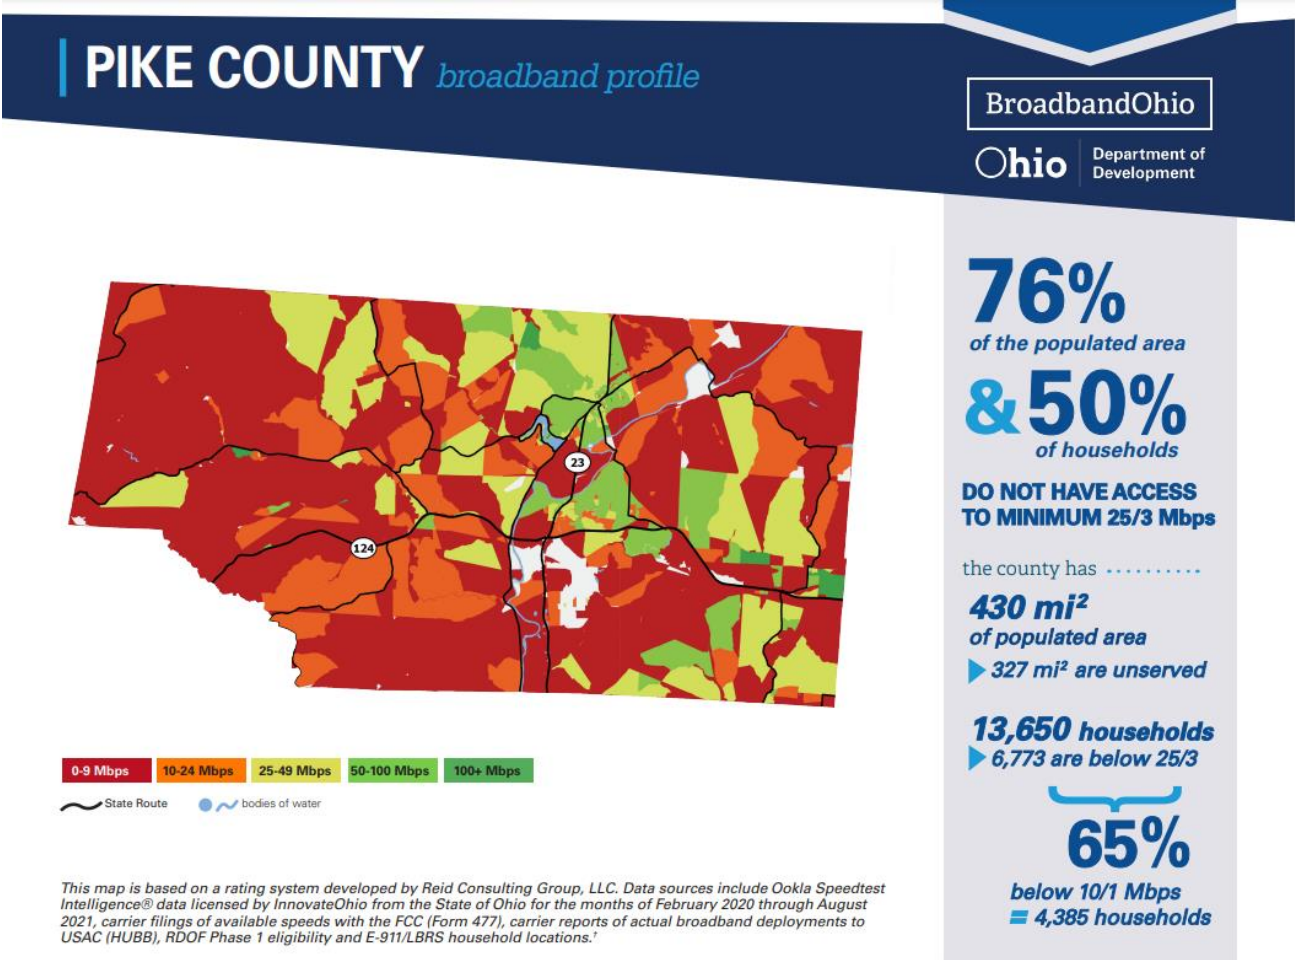 PIKE COUNTY broadband profile
BroadbandOhio
Ohio
Department of
Development
76%
of the populated area
& 50%
of households
DO NOT HAVE ACCESS
TO MINIMUM 25/3 Mbps
the county has ..........
430 mi²
of populated area
327 mi² are unserved
13,650 households
6,773 are below 25/3
65%
below 10/1 Mbps
= 4,385 households
23
124
0-9 Mbps 10-24 Mbps 25-49 Mbps 50-100 Mbps 100+ Mbps
State Route bodies of water
This map is based on a rating system developed by Reid Consulting Group, LLC. Data sources include Ookla Speedtest
Intelligence® data licensed by InnovateOhio from the State of Ohio for the months of February 2020 through August
2021, carrier filings of available speeds with the FCC (Form 477), carrier reports of actual broadband deployments to
USAC (HUBB), RDOF Phase 1 eligibility and E-911/LBRS household locations.†